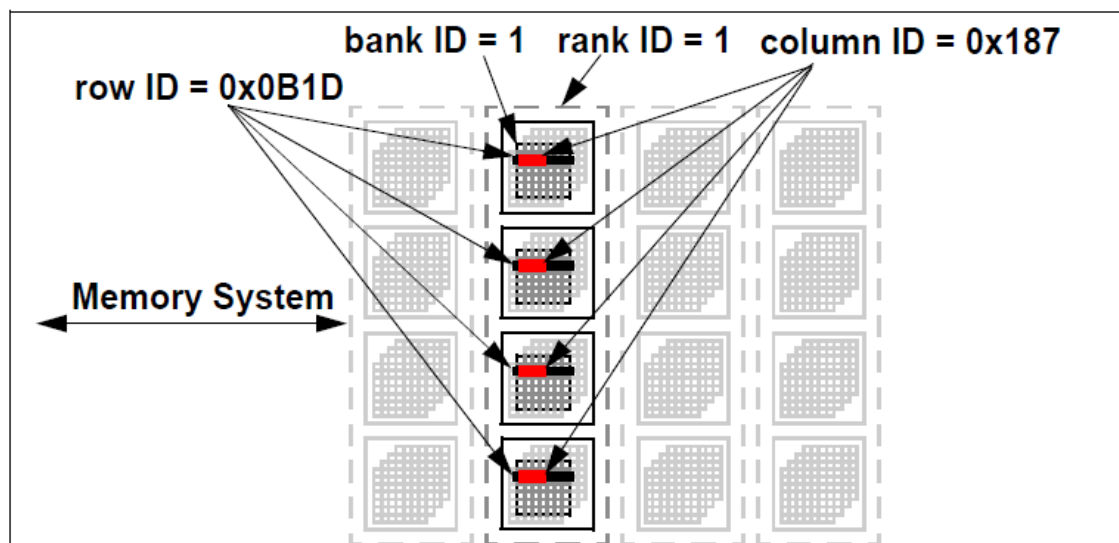 bank ID = 1 rank ID = 1 column ID = 0x187
row ID = 0x0B1D
Memory System